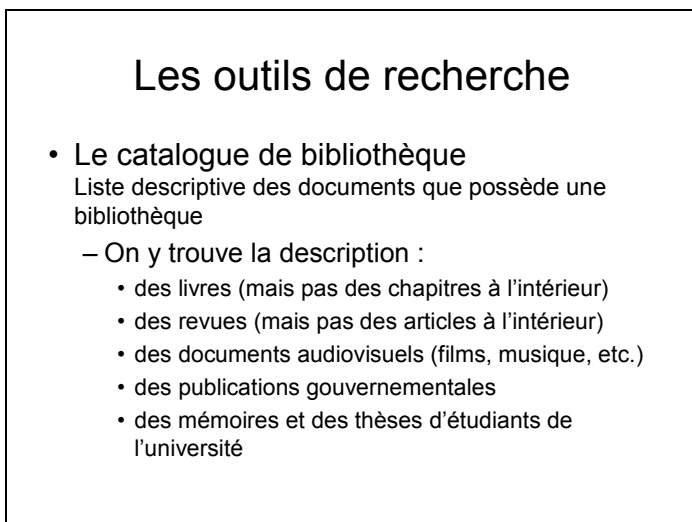 Les outils de recherche
• Le catalogue de bibliothèque
Liste descriptive des documents que possède une
bibliothèque
– On y trouve la description :
• des livres (mais pas des chapitres à l’intérieur)
• des revues (mais pas des articles à l’intérieur)
• des documents audiovisuels (films, musique, etc.)
• des publications gouvernementales
• des mémoires et des thèses d’étudiants de
l’université